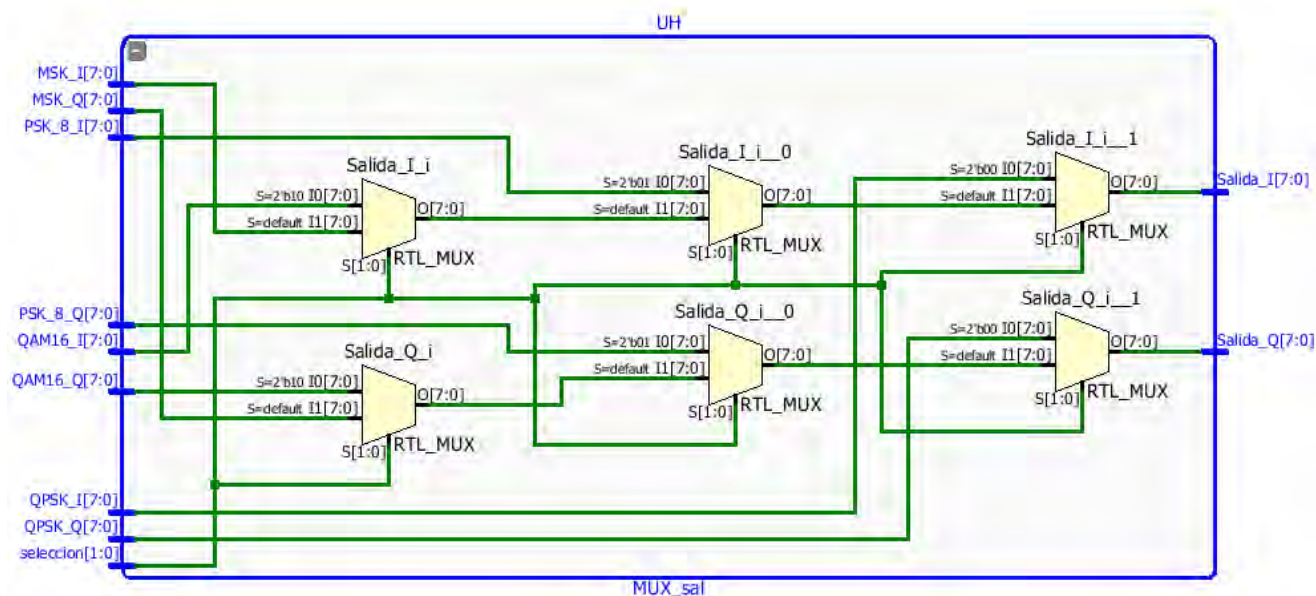 UH
MSK_I[7:0]
MSK_Q[7:0]
PSK_8_I[7:0]
Salida_I_i
S=2'b10 I0[7:0]
S=default I1[7:0]
O[7:0]
S[1:0]
RTL_MUX
Salida_I_i__0
S=2'b01 I0[7:0]
S=default I1[7:0]
O[7:0]
S[1:0]
RTL_MUX
Salida_I_i__1
S=2'b00 I0[7:0]
S=default I1[7:0]
O[7:0]
S[1:0]
RTL_MUX
Salida_I[7:0]
PSK_8_Q[7:0]
QAM16_I[7:0]
QAM16_Q[7:0]
Salida_Q_i
S=2'b10 I0[7:0]
S=default I1[7:0]
O[7:0]
S[1:0]
RTL_MUX
Salida_Q_i__0
S=2'b01 I0[7:0]
S=default I1[7:0]
O[7:0]
S[1:0]
RTL_MUX
Salida_Q_i__1
S=2'b00 I0[7:0]
S=default I1[7:0]
O[7:0]
S[1:0]
RTL_MUX
Salida_Q[7:0]
QPSK_I[7:0]
QPSK_Q[7:0]
seleccion[1:0]
MUX_sal